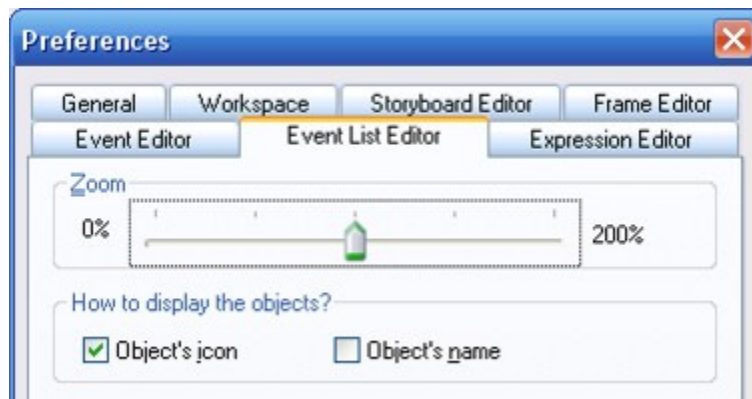 Preferences
General Workspace Storyboard Editor Frame Editor
Event Editor Event List Editor Expression Editor
Zoom
0% 200%
How to display the objects?
Object's icon Object's name